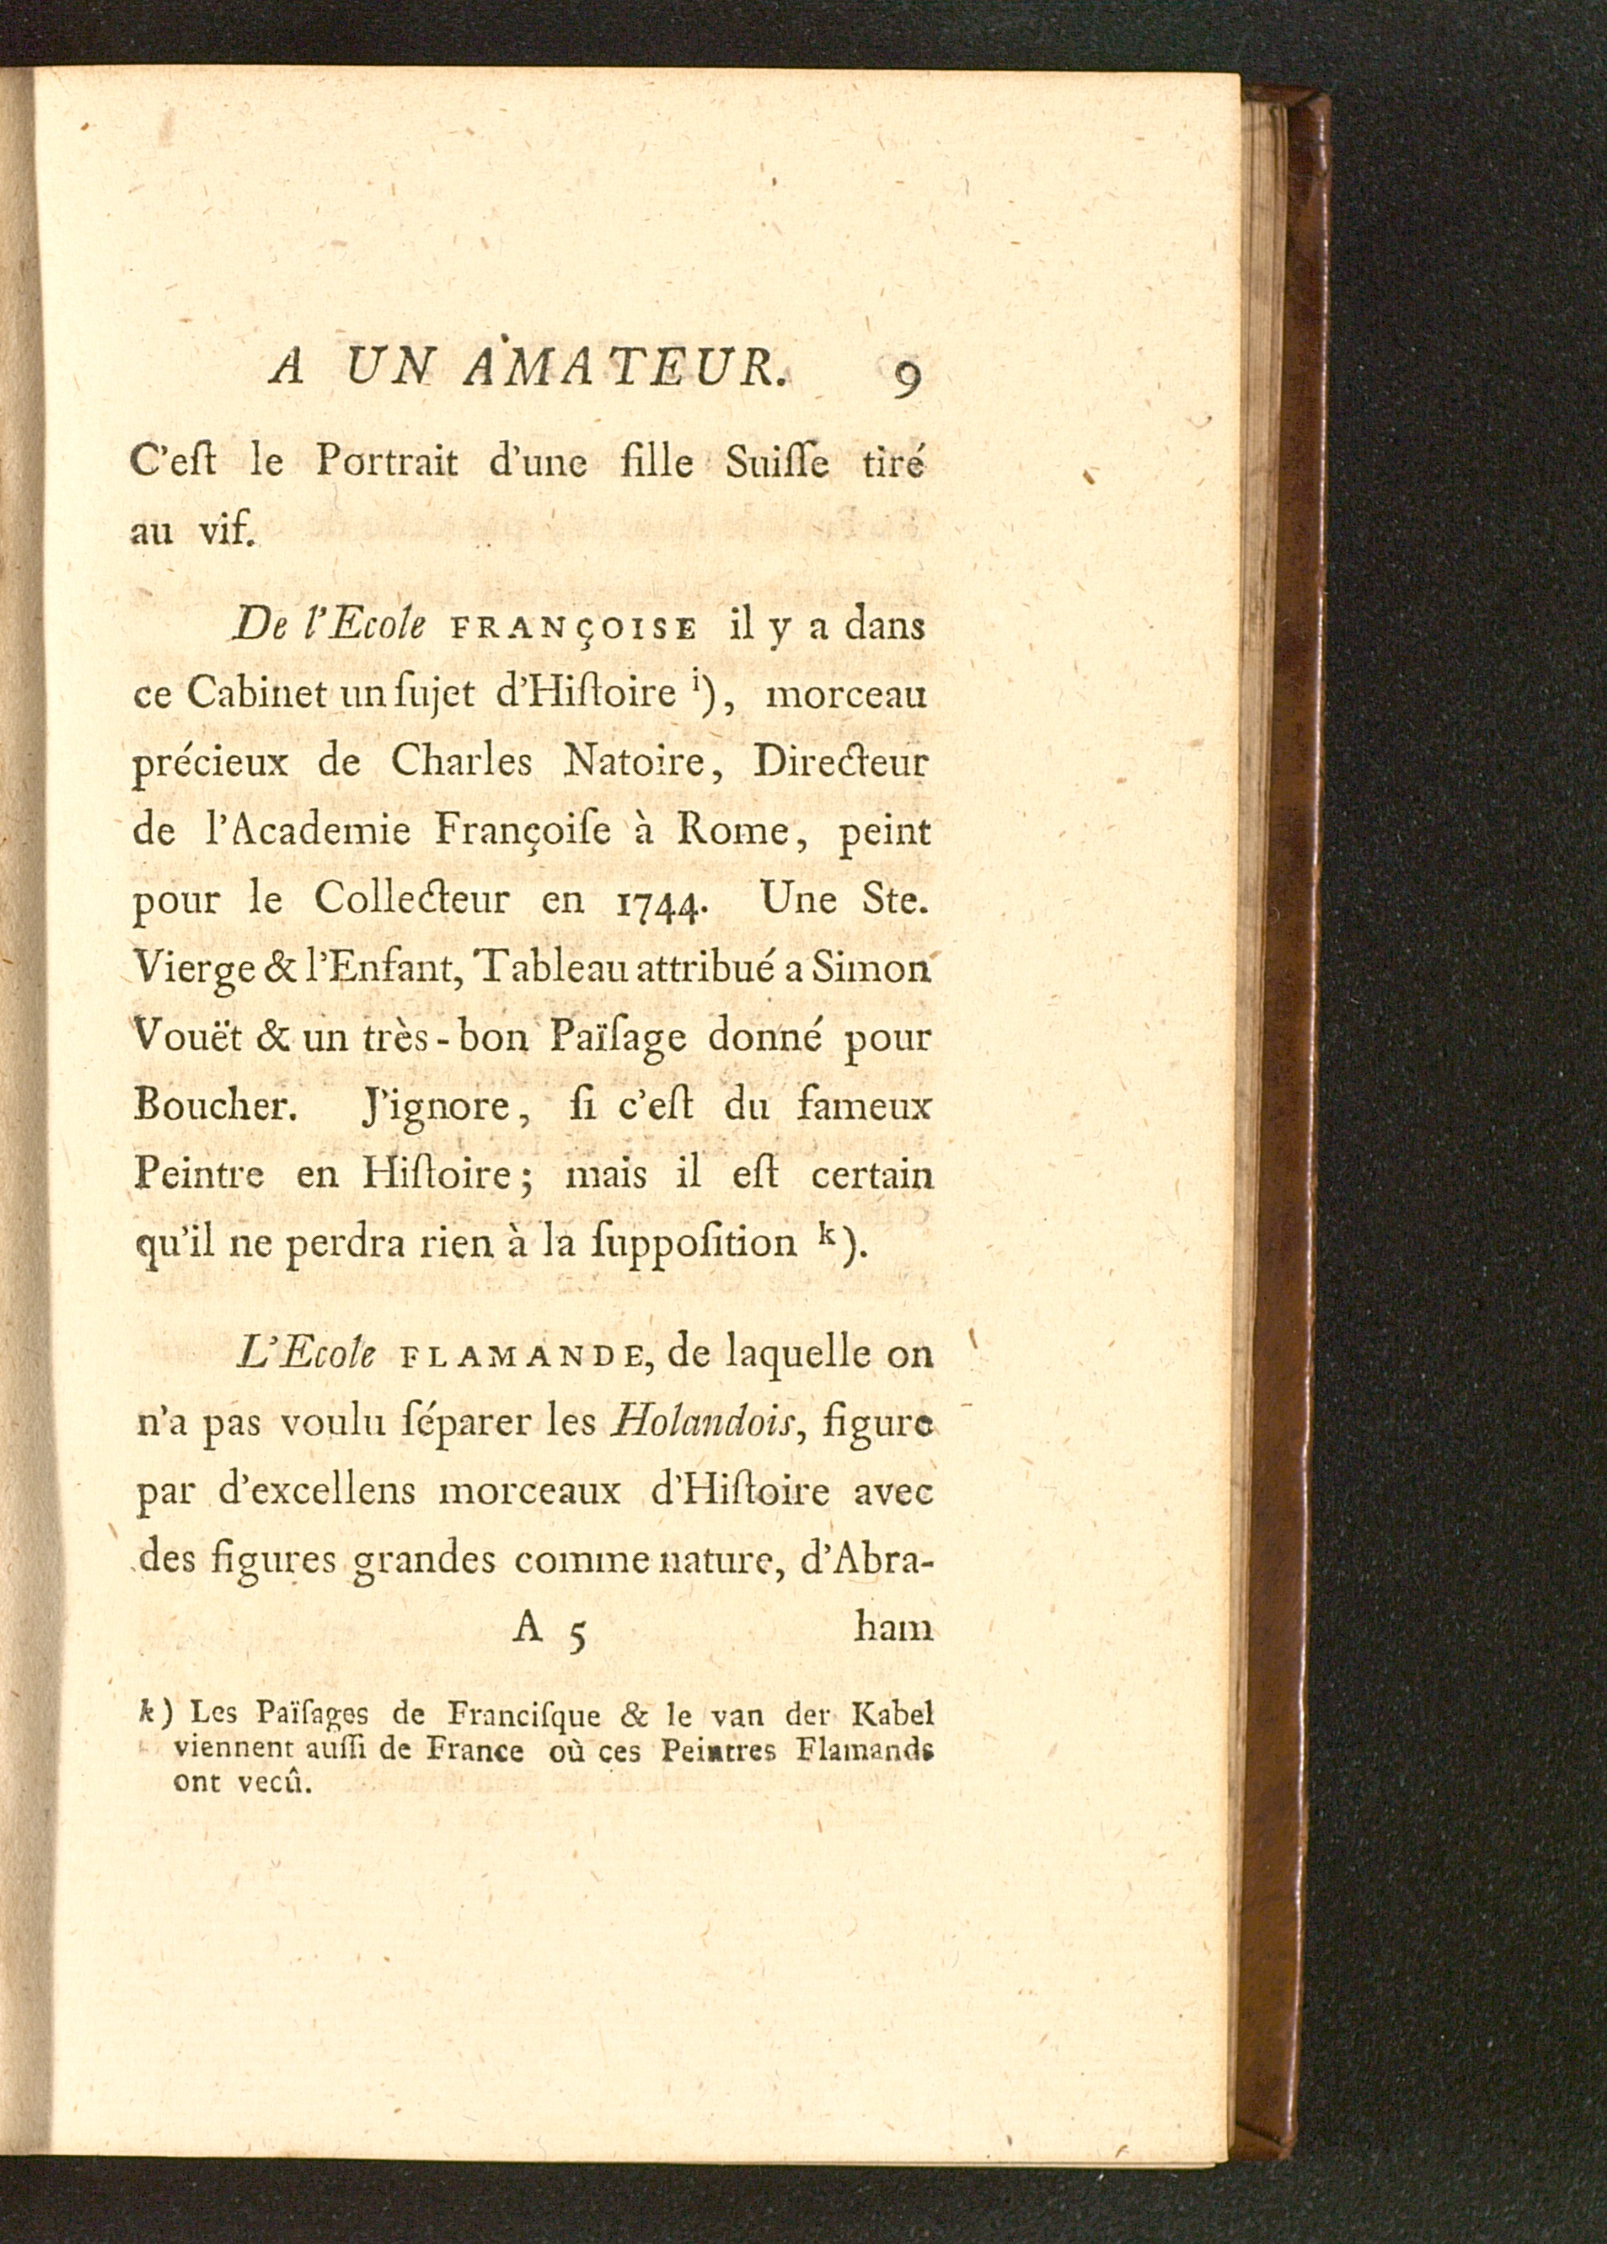 A UN AMATEUR. 9
C'eſt le Portrait d'une fille Suiſſe tiré
au vif.
De l'Ecole FRANÇOISE il y a dans
ce Cabinet un ſujet d'Hiſtoire i), morceau
précieux de Charles Natoire, Directeur
de l'Academie Françoiſe à Rome, peint
pour le Collecteur en 1744. Une Ste.
Vierge & l'Enfant, Tableau attribué a Simon
Vouët & un très-bon Païſage donné pour
Boucher. J'ignore, ſi c'eſt du fameux
Peintre en Hiſtoire; mais il eſt certain
qu'il ne perdra rien à la ſuppoſition k).
L'Ecole FLAMANDE, de laquelle on
n'a pas voulu ſéparer les Holandois, figure
par d'excellens morceaux d'Hiſtoire avec
des figures grandes comme nature, d'Abra-
A 5 ham
k) Les Païſages de Franciſque & le van der Kabel
viennent auſſi de France où ces Peintres Flamands
ont vecû.